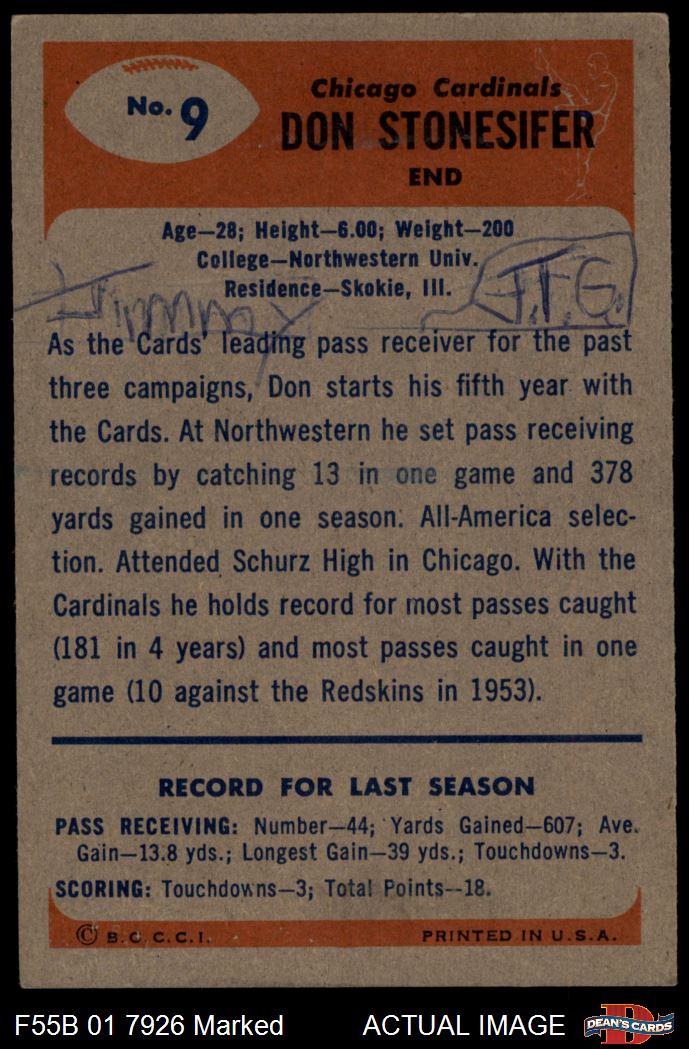 No. 9
Chicago Cardinals
DON STONESIFER
END
Age—28; Height—6.00; Weight—200
College—Northwestern Univ.
Residence—Skokie, Ill.
Jimmy J.F.G.
As the Cards' leading pass receiver for the past
three campaigns, Don starts his fifth year with
the Cards. At Northwestern he set pass receiving
records by catching 13 in one game and 378
yards gained in one season. All-America selec-
tion. Attended Schurz High in Chicago. With the
Cardinals he holds record for most passes caught
(181 in 4 years) and most passes caught in one
game (10 against the Redskins in 1953).
RECORD FOR LAST SEASON
PASS RECEIVING: Number—44; Yards Gained—607; Ave.
Gain—13.8 yds.; Longest Gain—39 yds.; Touchdowns—3.
SCORING: Touchdowns—3; Total Points--18.
© B.C.C.I. PRINTED IN U.S.A.
F55B 01 7926 Marked ACTUAL IMAGE DEAN'S CARDS